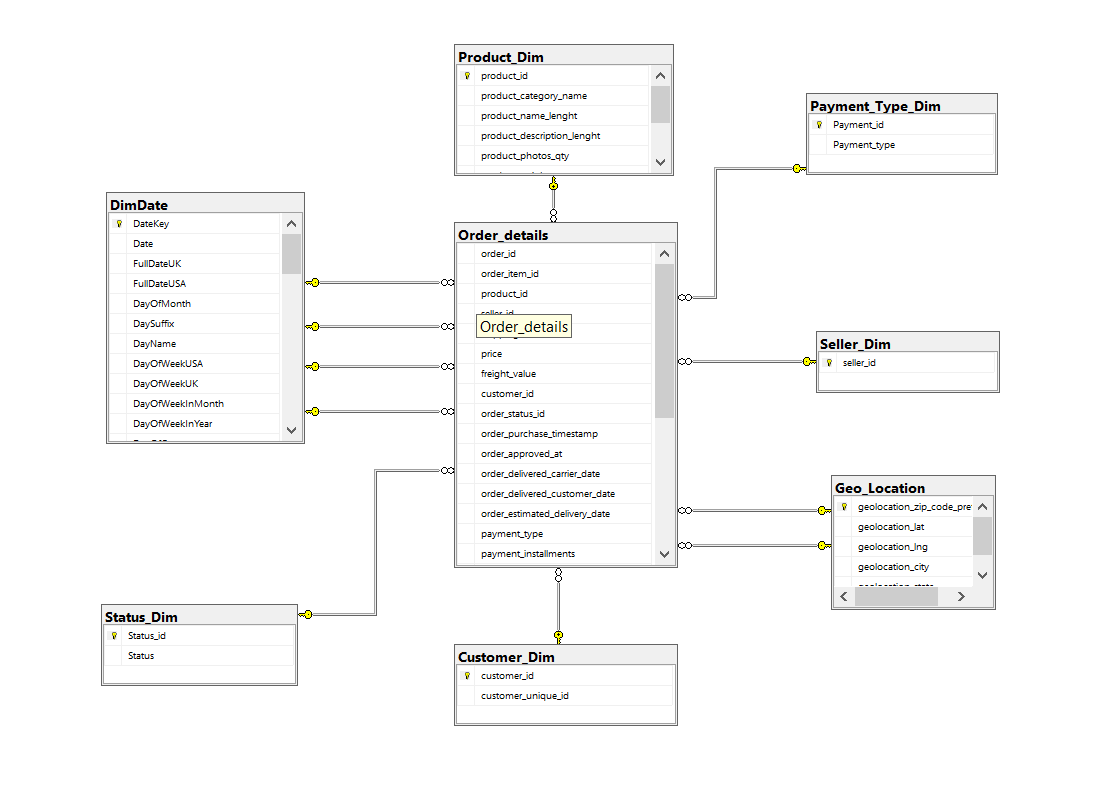 Product_Dim
product_id
product_category_name
product_name_lenght
product_description_lenght
product_photos_qty
Payment_Type_Dim
Payment_id
Payment_type
DimDate
DateKey
Date
FullDateUK
FullDateUSA
DayOfMonth
DaySuffix
DayName
DayOfWeekUSA
DayOfWeekUK
DayOfWeekInMonth
DayOfWeekInYear
Order_details
order_id
order_item_id
product_id
seller_id
Order_details
price
freight_value
customer_id
order_status_id
order_purchase_timestamp
order_approved_at
order_delivered_carrier_date
order_delivered_customer_date
order_estimated_delivery_date
payment_type
payment_installments
Seller_Dim
seller_id
Geo_Location
geolocation_zip_code_pre
geolocation_lat
geolocation_lng
geolocation_city
Status_Dim
Status_id
Status
Customer_Dim
customer_id
customer_unique_id